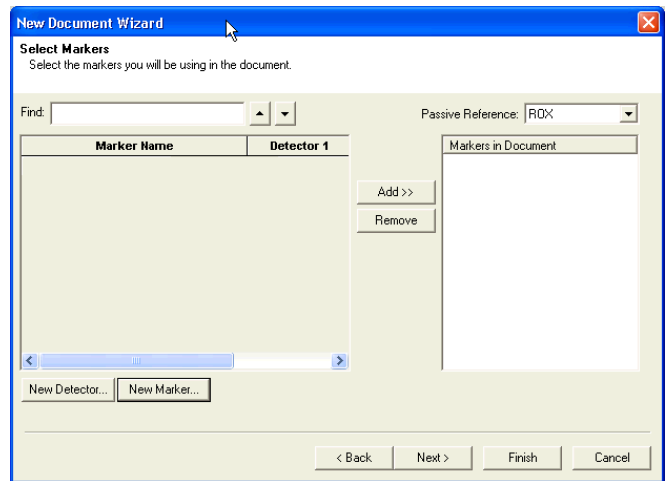 New Document Wizard
Select Markers
Select the markers you will be using in the document.
Find:
Passive Reference: ROX
Marker Name Detector 1
Markers in Document
Add >>
Remove
New Detector... New Marker...
< Back Next > Finish Cancel